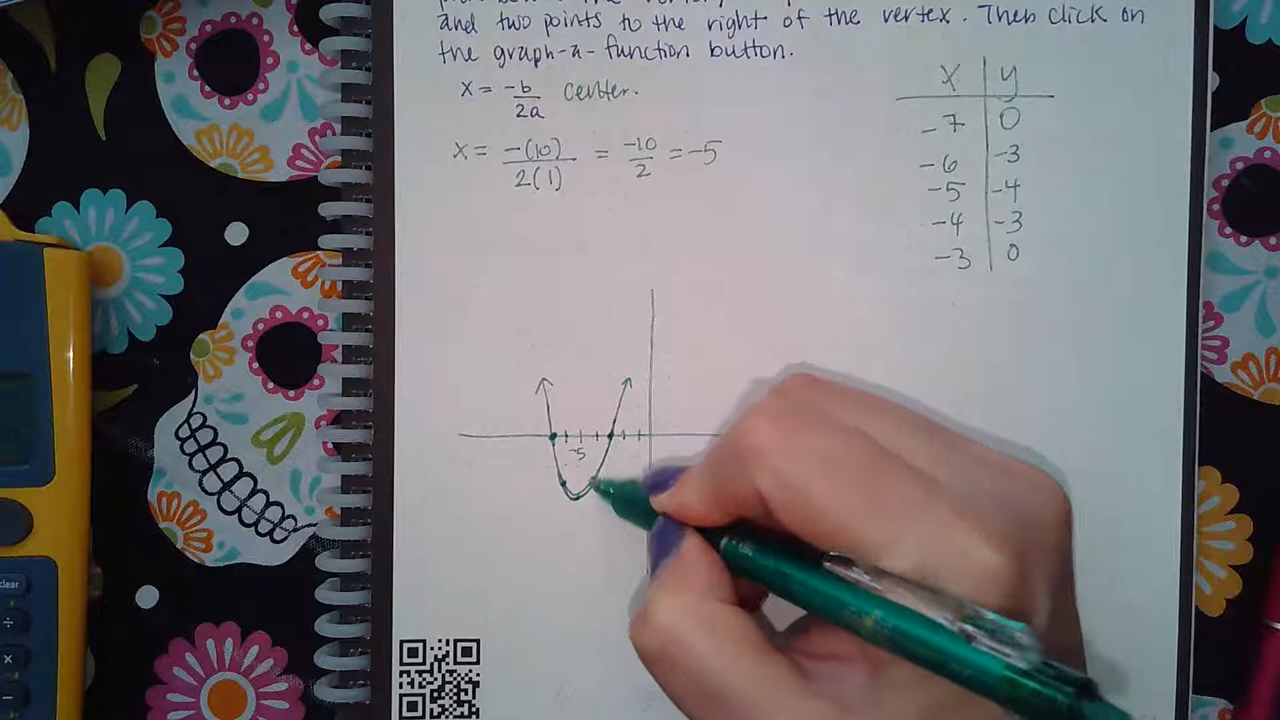 and two points to the right of the vertex. Then click on
the graph-a-function button.
x = -b/2a center.
x = -(10)/2(1) = -10/2 = -5
x y
-7 0
-6 -3
-5 -4
-4 -3
-3 0
-5
clear
÷
×
−